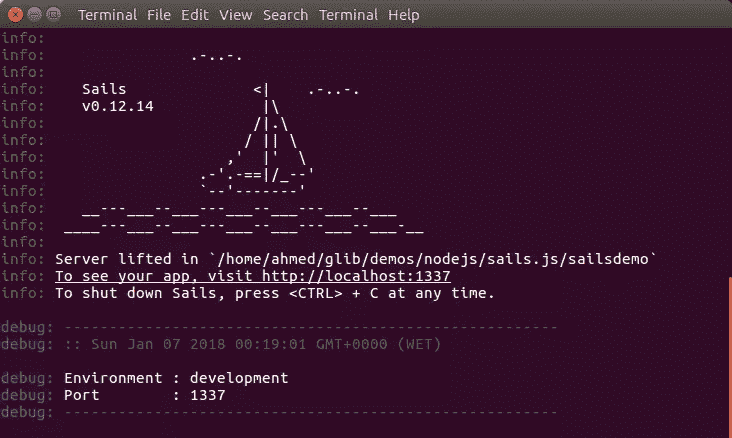 Terminal File Edit View Search Terminal Help
info:
info:                .-..-.
info:
info:    Sails              <|    .-..-.
info:    v0.12.14            |\
info:                       /|.\
info:                      / || \
info:                    ,'  |'  \
info:                 .-'.-==|/_--'
info:                 `--'-------'
info:    __---___--___---___--___---___--___
info:  ____---___--___---___--___---___--___-__
info:
info: Server lifted in `/home/ahmed/glib/demos/nodejs/sails.js/sailsdemo`
info: To see your app, visit http://localhost:1337
info: To shut down Sails, press <CTRL> + C at any time.
debug: -------------------------------------------------------
debug: :: Sun Jan 07 2018 00:19:01 GMT+0000 (WET)
debug: Environment : development
debug: Port        : 1337
debug: -------------------------------------------------------